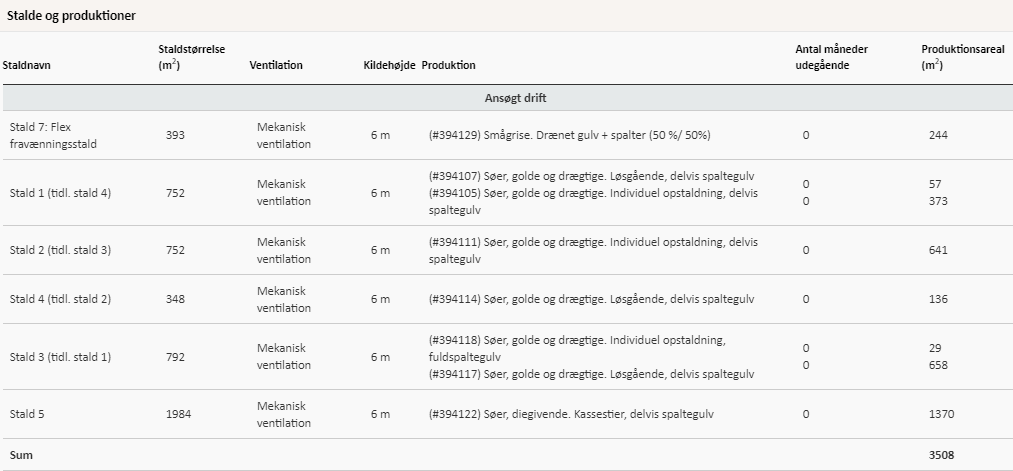 Stalde og produktioner
Staldnavn Staldstørrelse (m²) Ventilation Kildehøjde Produktion Antal måneder udegående Produktionsareal (m²)
Ansøgt drift
Stald 7: Flex fravænningsstald 393 Mekanisk ventilation 6 m (#394129) Smågrise. Drænet gulv + spalter (50 %/ 50%) 0 244
Stald 1 (tidl. stald 4) 752 Mekanisk ventilation 6 m (#394107) Søer, golde og drægtige. Løsgående, delvis spaltegulv 0 57
(#394105) Søer, golde og drægtige. Individuel opstaldning, delvis spaltegulv 0 373
Stald 2 (tidl. stald 3) 752 Mekanisk ventilation 6 m (#394111) Søer, golde og drægtige. Individuel opstaldning, delvis spaltegulv 0 641
Stald 4 (tidl. stald 2) 348 Mekanisk ventilation 6 m (#394114) Søer, golde og drægtige. Løsgående, delvis spaltegulv 0 136
Stald 3 (tidl. stald 1) 792 Mekanisk ventilation 6 m (#394118) Søer, golde og drægtige. Individuel opstaldning, fuldspaltegulv 0 29
(#394117) Søer, golde og drægtige. Løsgående, delvis spaltegulv 0 658
Stald 5 1984 Mekanisk ventilation 6 m (#394122) Søer, diegivende. Kassestier, delvis spaltegulv 0 1370
Sum 3508